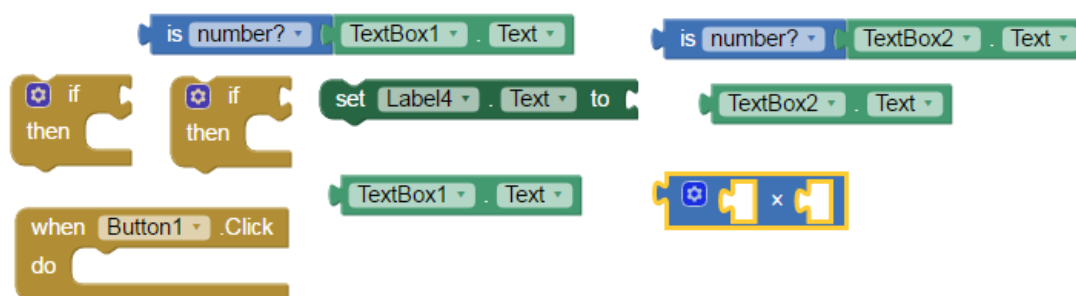 is number? TextBox1 . Text
is number? TextBox2 . Text
if
then
if
then
set Label4 . Text to
TextBox2 . Text
TextBox1 . Text
×
when Button1 .Click
do